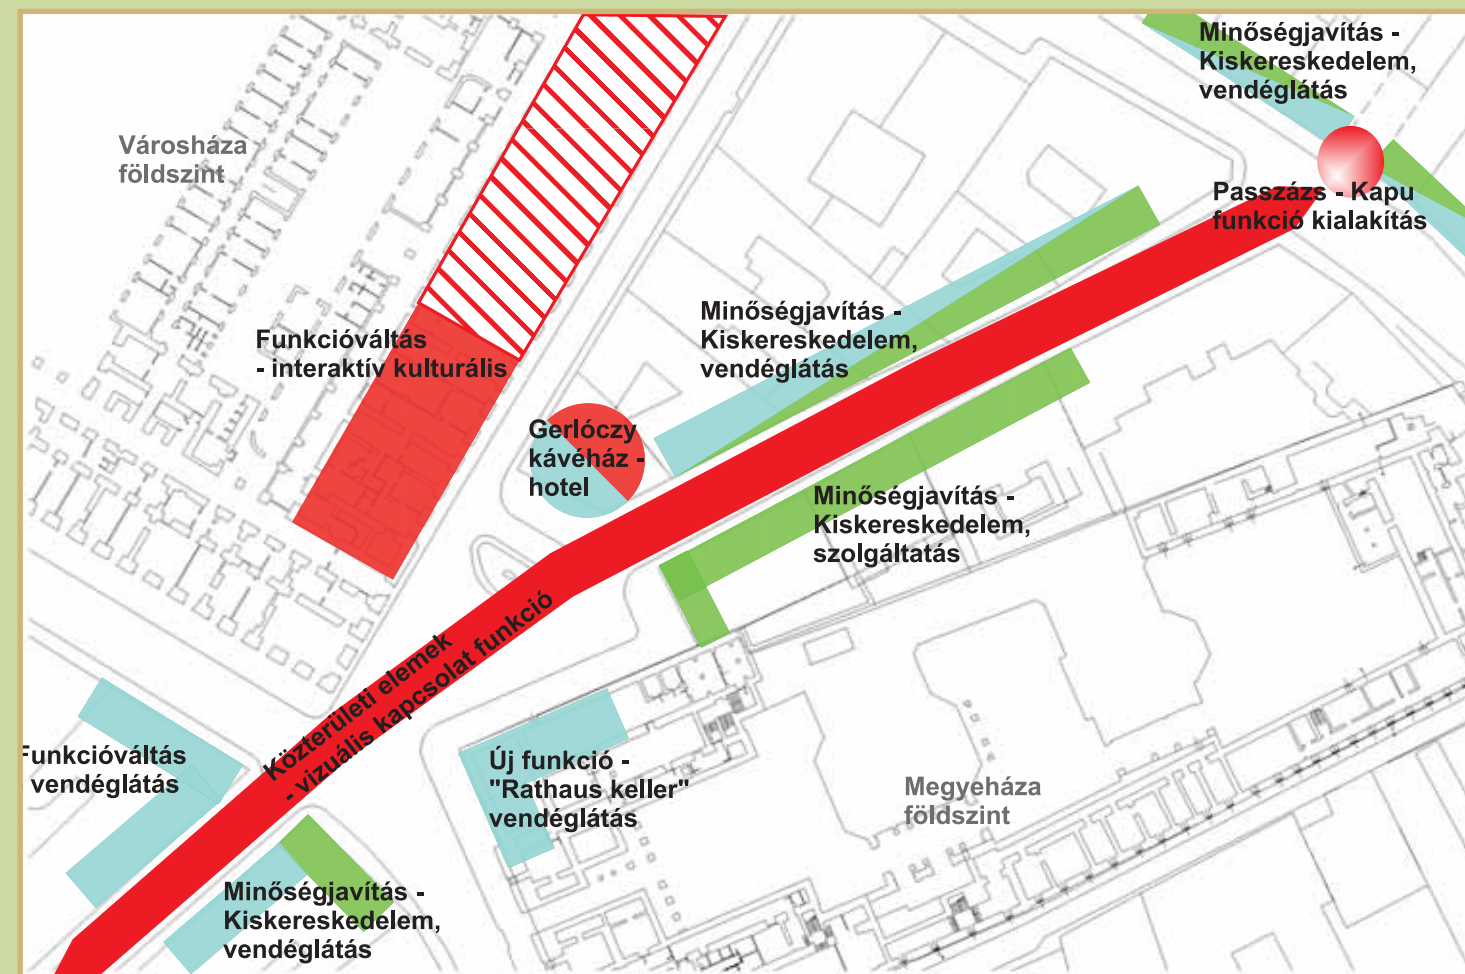 Minőségjavítás -
Kiskereskedelem,
vendéglátás
Városháza
földszint
Passzázs - Kapu
funkció kialakítás
Funkcióváltás
- interaktív kulturális
Minőségjavítás -
Kiskereskedelem,
vendéglátás
Gerlóczy
kávéház -
hotel
Minőségjavítás -
Kiskereskedelem,
szolgáltatás
Közterületi elemek
- vizuális kapcsolat funkció
Funkcióváltás
vendéglátás
Új funkció -
"Rathaus keller"
vendéglátás
Megyeháza
földszint
Minőségjavítás -
Kiskereskedelem,
vendéglátás